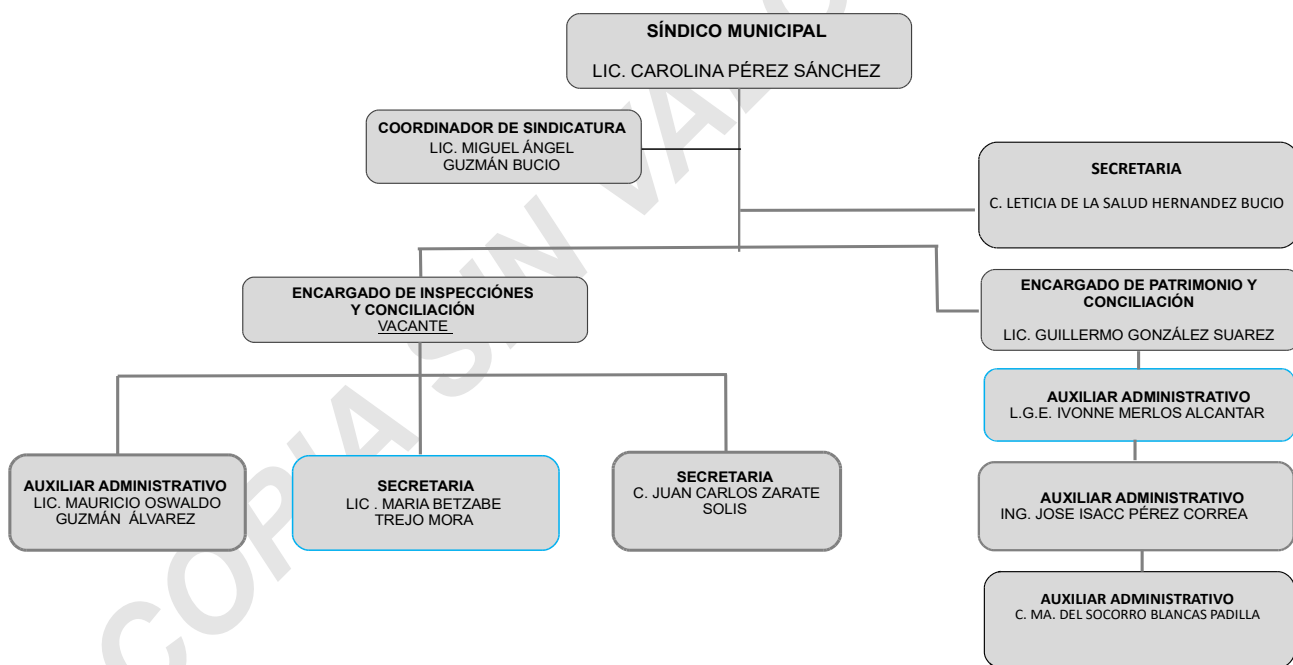 SÍNDICO MUNICIPAL
LIC. CAROLINA PÉREZ SÁNCHEZ
COORDINADOR DE SINDICATURA
LIC. MIGUEL ÁNGEL
GUZMÁN BUCIO
SECRETARIA
C. LETICIA DE LA SALUD HERNANDEZ BUCIO
ENCARGADO DE INSPECCIÓNES
Y CONCILIACIÓN
VACANTE
ENCARGADO DE PATRIMONIO Y
CONCILIACIÓN
LIC. GUILLERMO GONZÁLEZ SUAREZ
AUXILIAR ADMINISTRATIVO
L.G.E. IVONNE MERLOS ALCANTAR
AUXILIAR ADMINISTRATIVO
LIC. MAURICIO OSWALDO
GUZMÁN ÁLVAREZ
SECRETARIA
LIC . MARIA BETZABE
TREJO MORA
SECRETARIA
C. JUAN CARLOS ZARATE
SOLIS
AUXILIAR ADMINISTRATIVO
ING. JOSE ISACC PÉREZ CORREA
AUXILIAR ADMINISTRATIVO
C. MA. DEL SOCORRO BLANCAS PADILLA
COPIA SIN